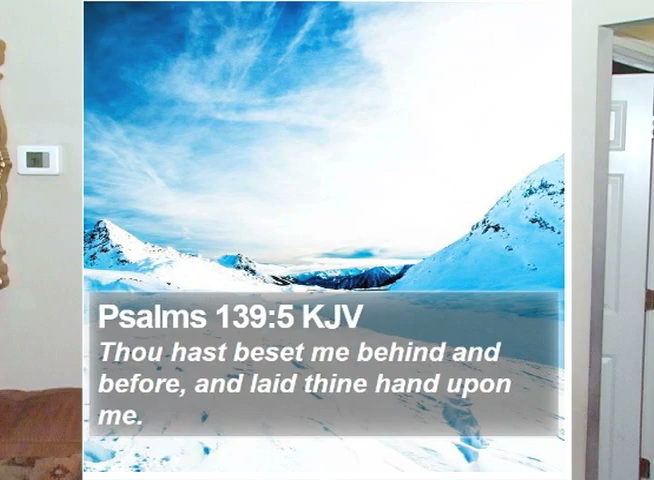 Psalms 139:5 KJV
Thou hast beset me behind and
before, and laid thine hand upon
me.